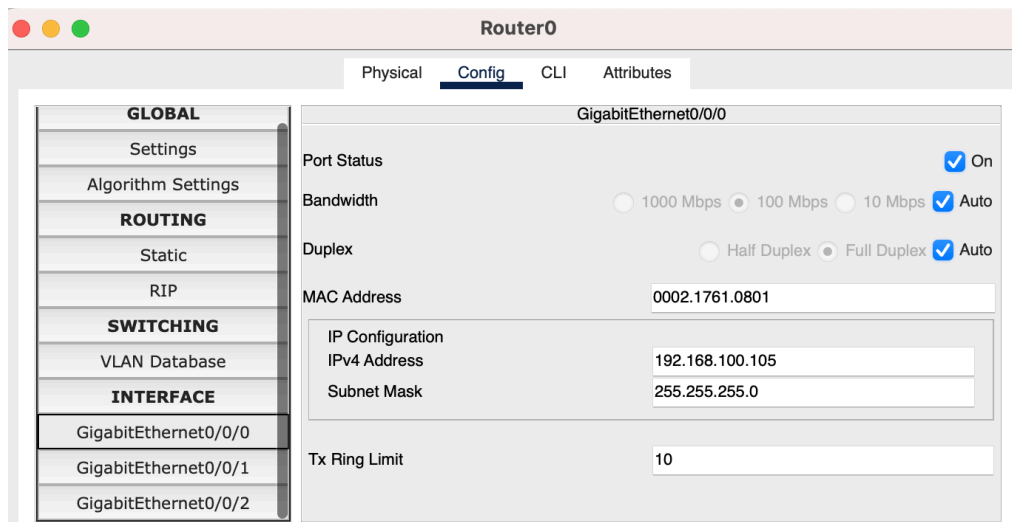 Router0
Physical Config CLI Attributes
GLOBAL
Settings
Algorithm Settings
ROUTING
Static
RIP
SWITCHING
VLAN Database
INTERFACE
GigabitEthernet0/0/0
GigabitEthernet0/0/1
GigabitEthernet0/0/2
GigabitEthernet0/0/0
Port Status On
Bandwidth 1000 Mbps 100 Mbps 10 Mbps Auto
Duplex Half Duplex Full Duplex Auto
MAC Address 0002.1761.0801
IP Configuration
IPv4 Address 192.168.100.105
Subnet Mask 255.255.255.0
Tx Ring Limit 10